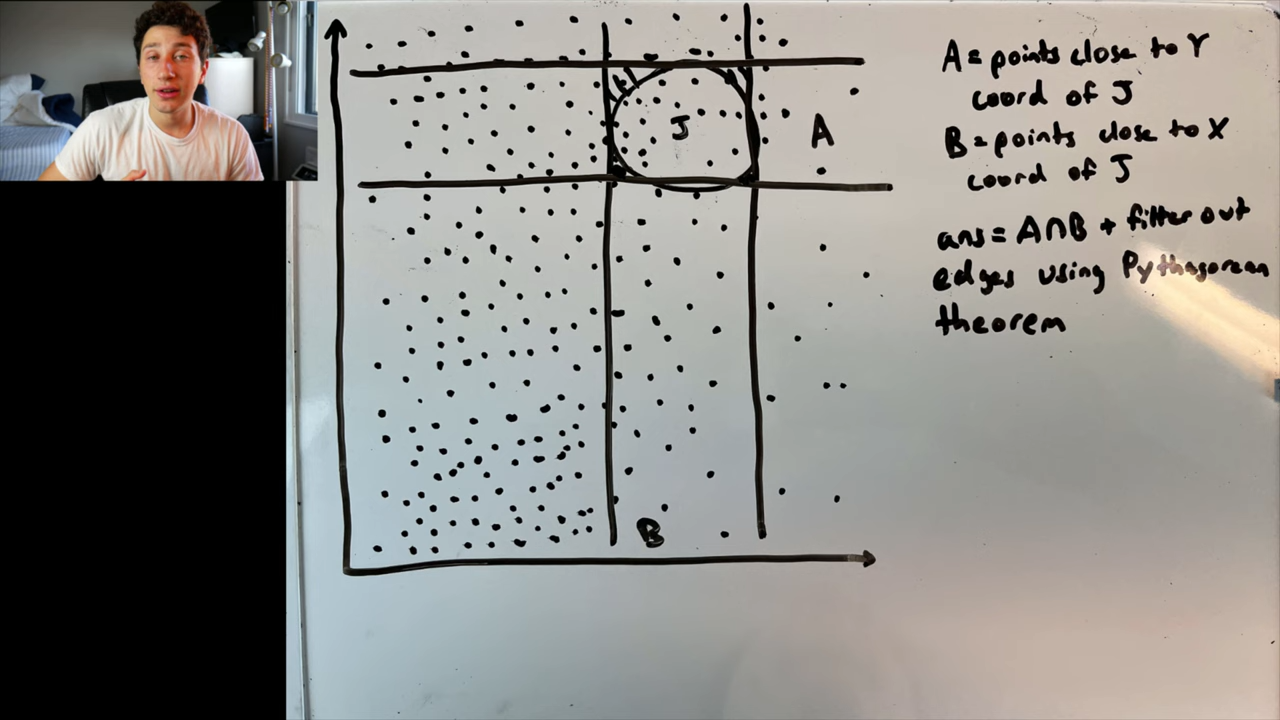 J
A
B
A = points close to Y
coord of J
B = points close to X
coord of J
ans = A∩B + filter out
edges using Pythagorean
theorem